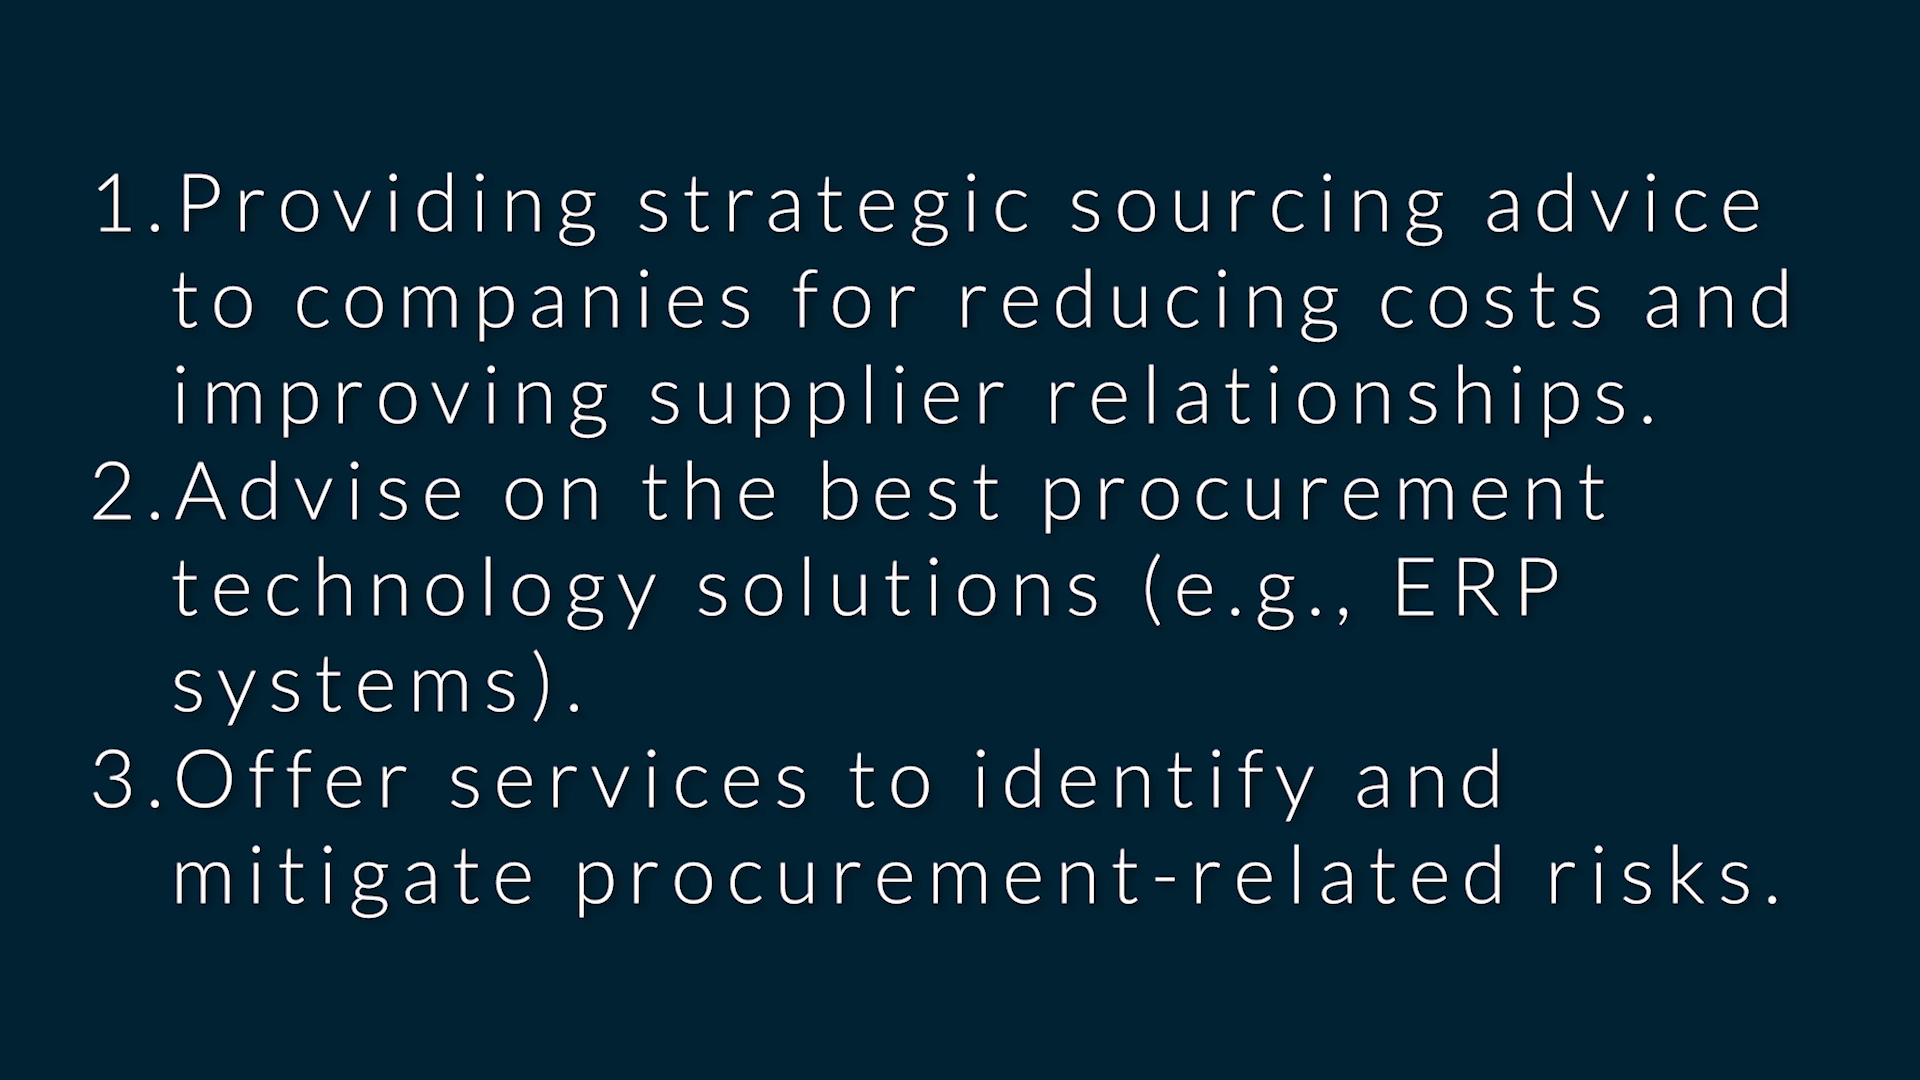 1.Providing strategic sourcing advice
to companies for reducing costs and
improving supplier relationships.
2.Advise on the best procurement
technology solutions (e.g., ERP
systems).
3.Offer services to identify and
mitigate procurement-related risks.